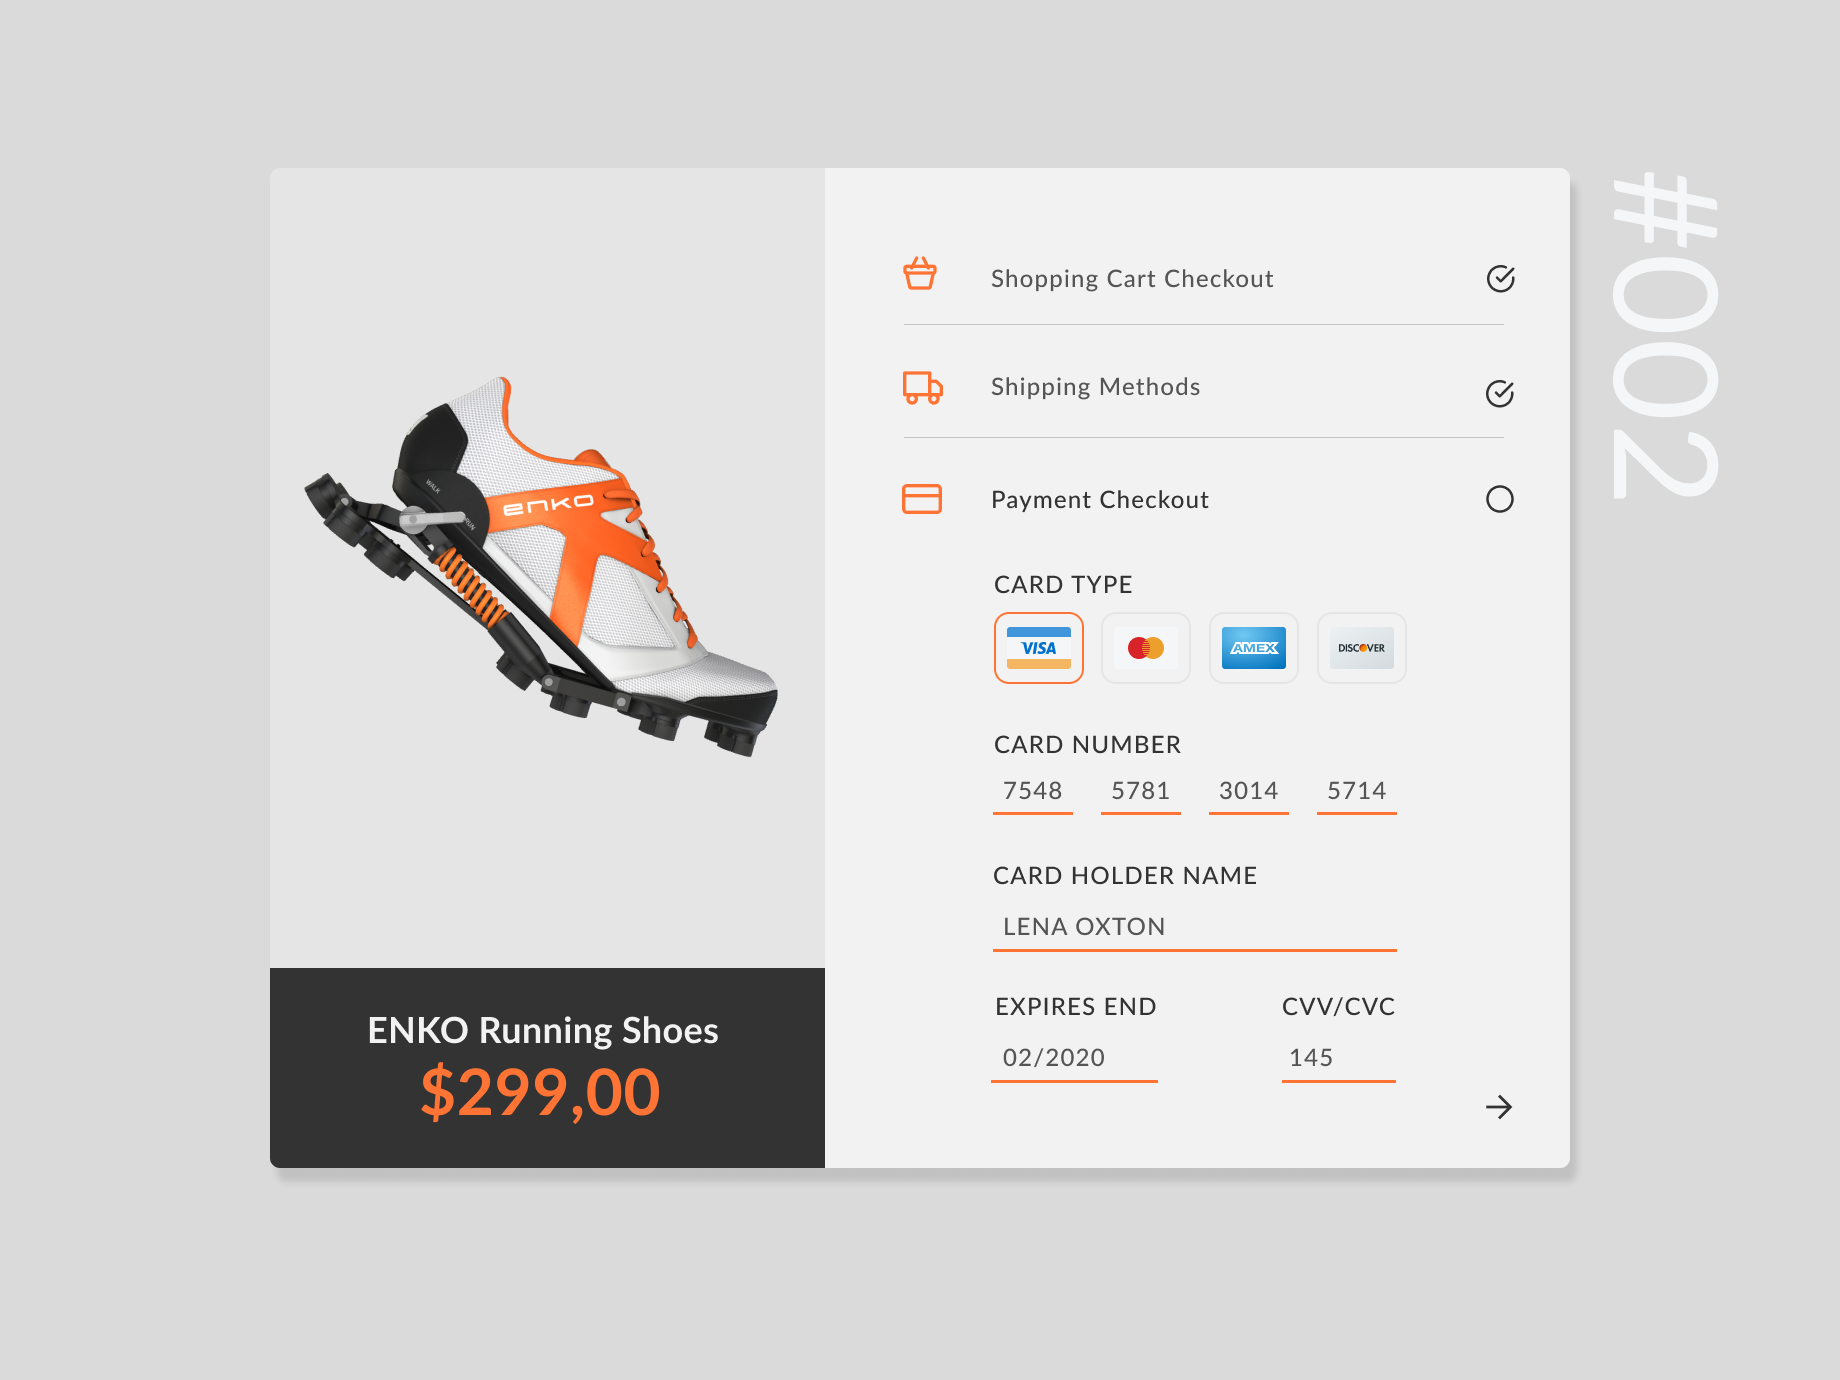 #002
WALK
RUN
enko
ENKO Running Shoes
$299,00
Shopping Cart Checkout
Shipping Methods
Payment Checkout
CARD TYPE
VISA
AMEX
DISCOVER
CARD NUMBER
7548 5781 3014 5714
CARD HOLDER NAME
LENA OXTON
EXPIRES END CVV/CVC
02/2020 145